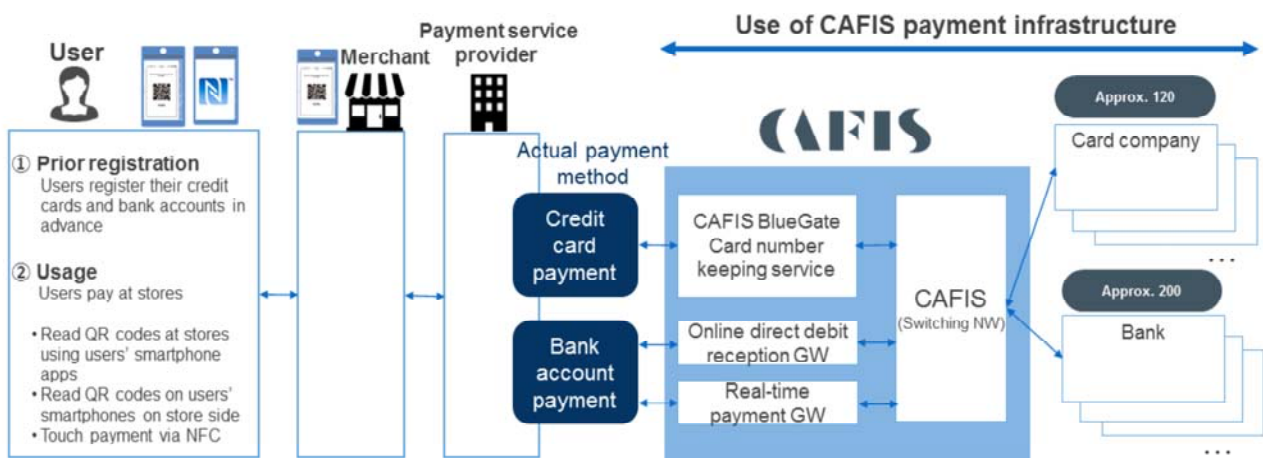 Use of CAFIS payment infrastructure
User
Merchant
Payment service
provider
CAFIS
① Prior registration
Users register their credit
cards and bank accounts in
advance
② Usage
Users pay at stores
• Read QR codes at stores
using users' smartphone
apps
• Read QR codes on users'
smartphones on store side
• Touch payment via NFC
Actual payment
method
Credit
card
payment
Bank
account
payment
CAFIS BlueGate
Card number
keeping service
Online direct debit
reception GW
Real-time
payment GW
CAFIS
(Switching NW)
Approx. 120
Card company
...
Approx. 200
Bank
...